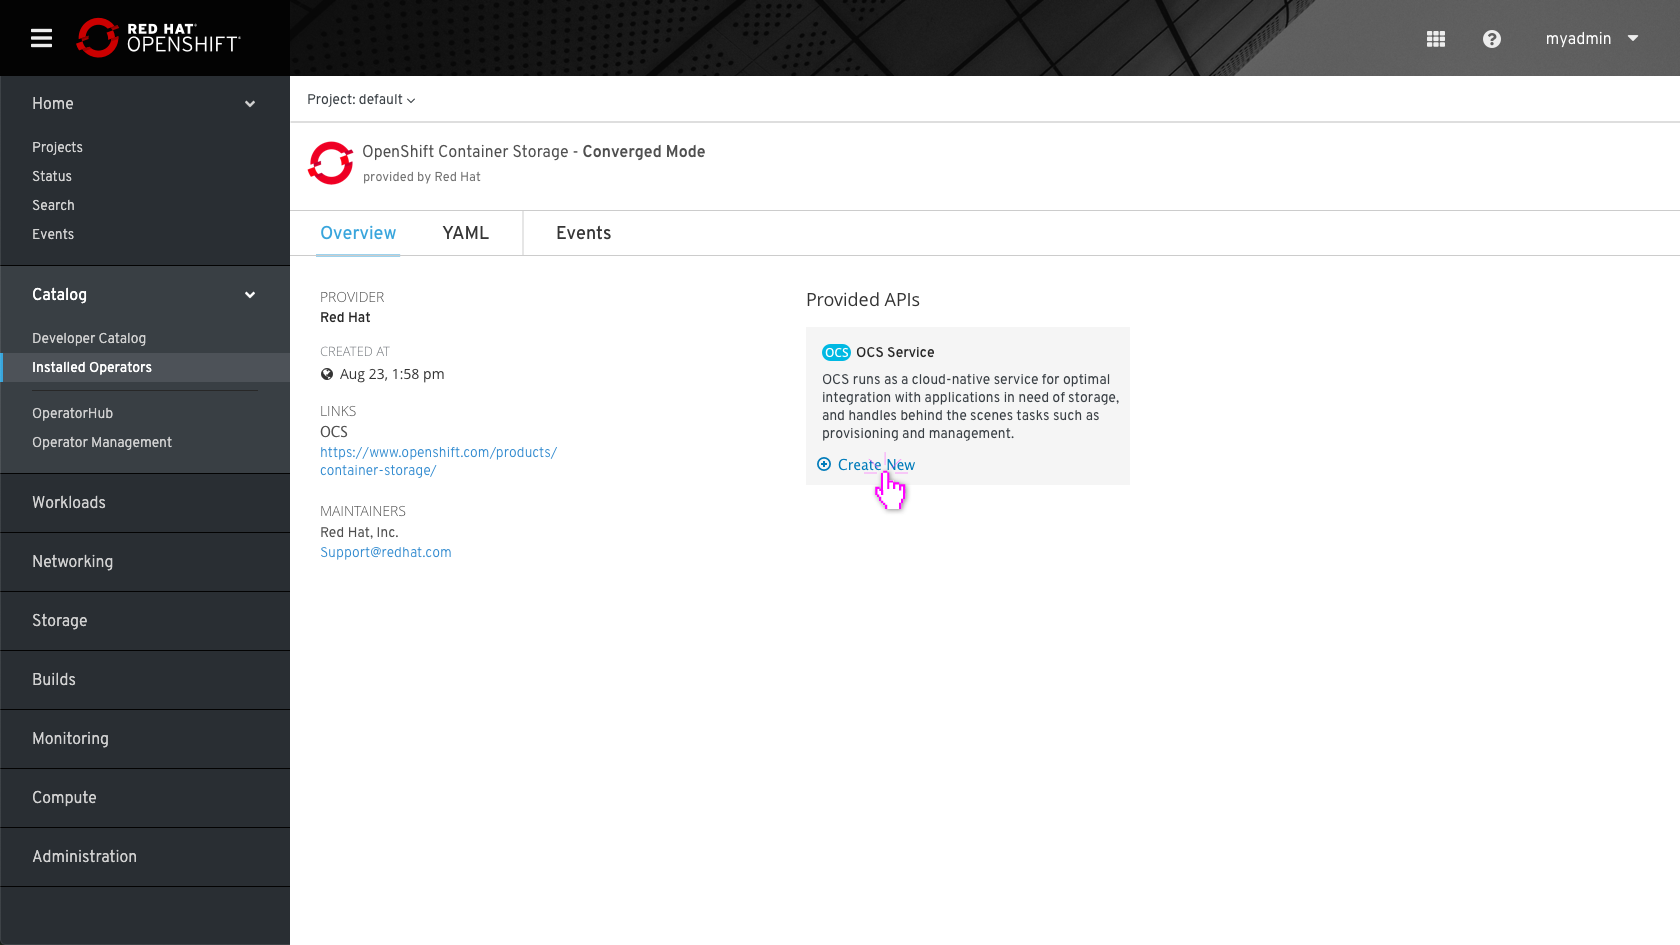 RED HAT
OPENSHIFT
myadmin
Home
Projects
Status
Search
Events
Catalog
Developer Catalog
Installed Operators
OperatorHub
Operator Management
Workloads
Networking
Storage
Builds
Monitoring
Compute
Administration
Project: default
OpenShift Container Storage - Converged Mode
provided by Red Hat
Overview YAML Events
PROVIDER
Red Hat
CREATED AT
Aug 23, 1:58 pm
LINKS
OCS
https://www.openshift.com/products/
container-storage/
MAINTAINERS
Red Hat, Inc.
Support@redhat.com
Provided APIs
OCS OCS Service
OCS runs as a cloud-native service for optimal
integration with applications in need of storage,
and handles behind the scenes tasks such as
provisioning and management.
Create New